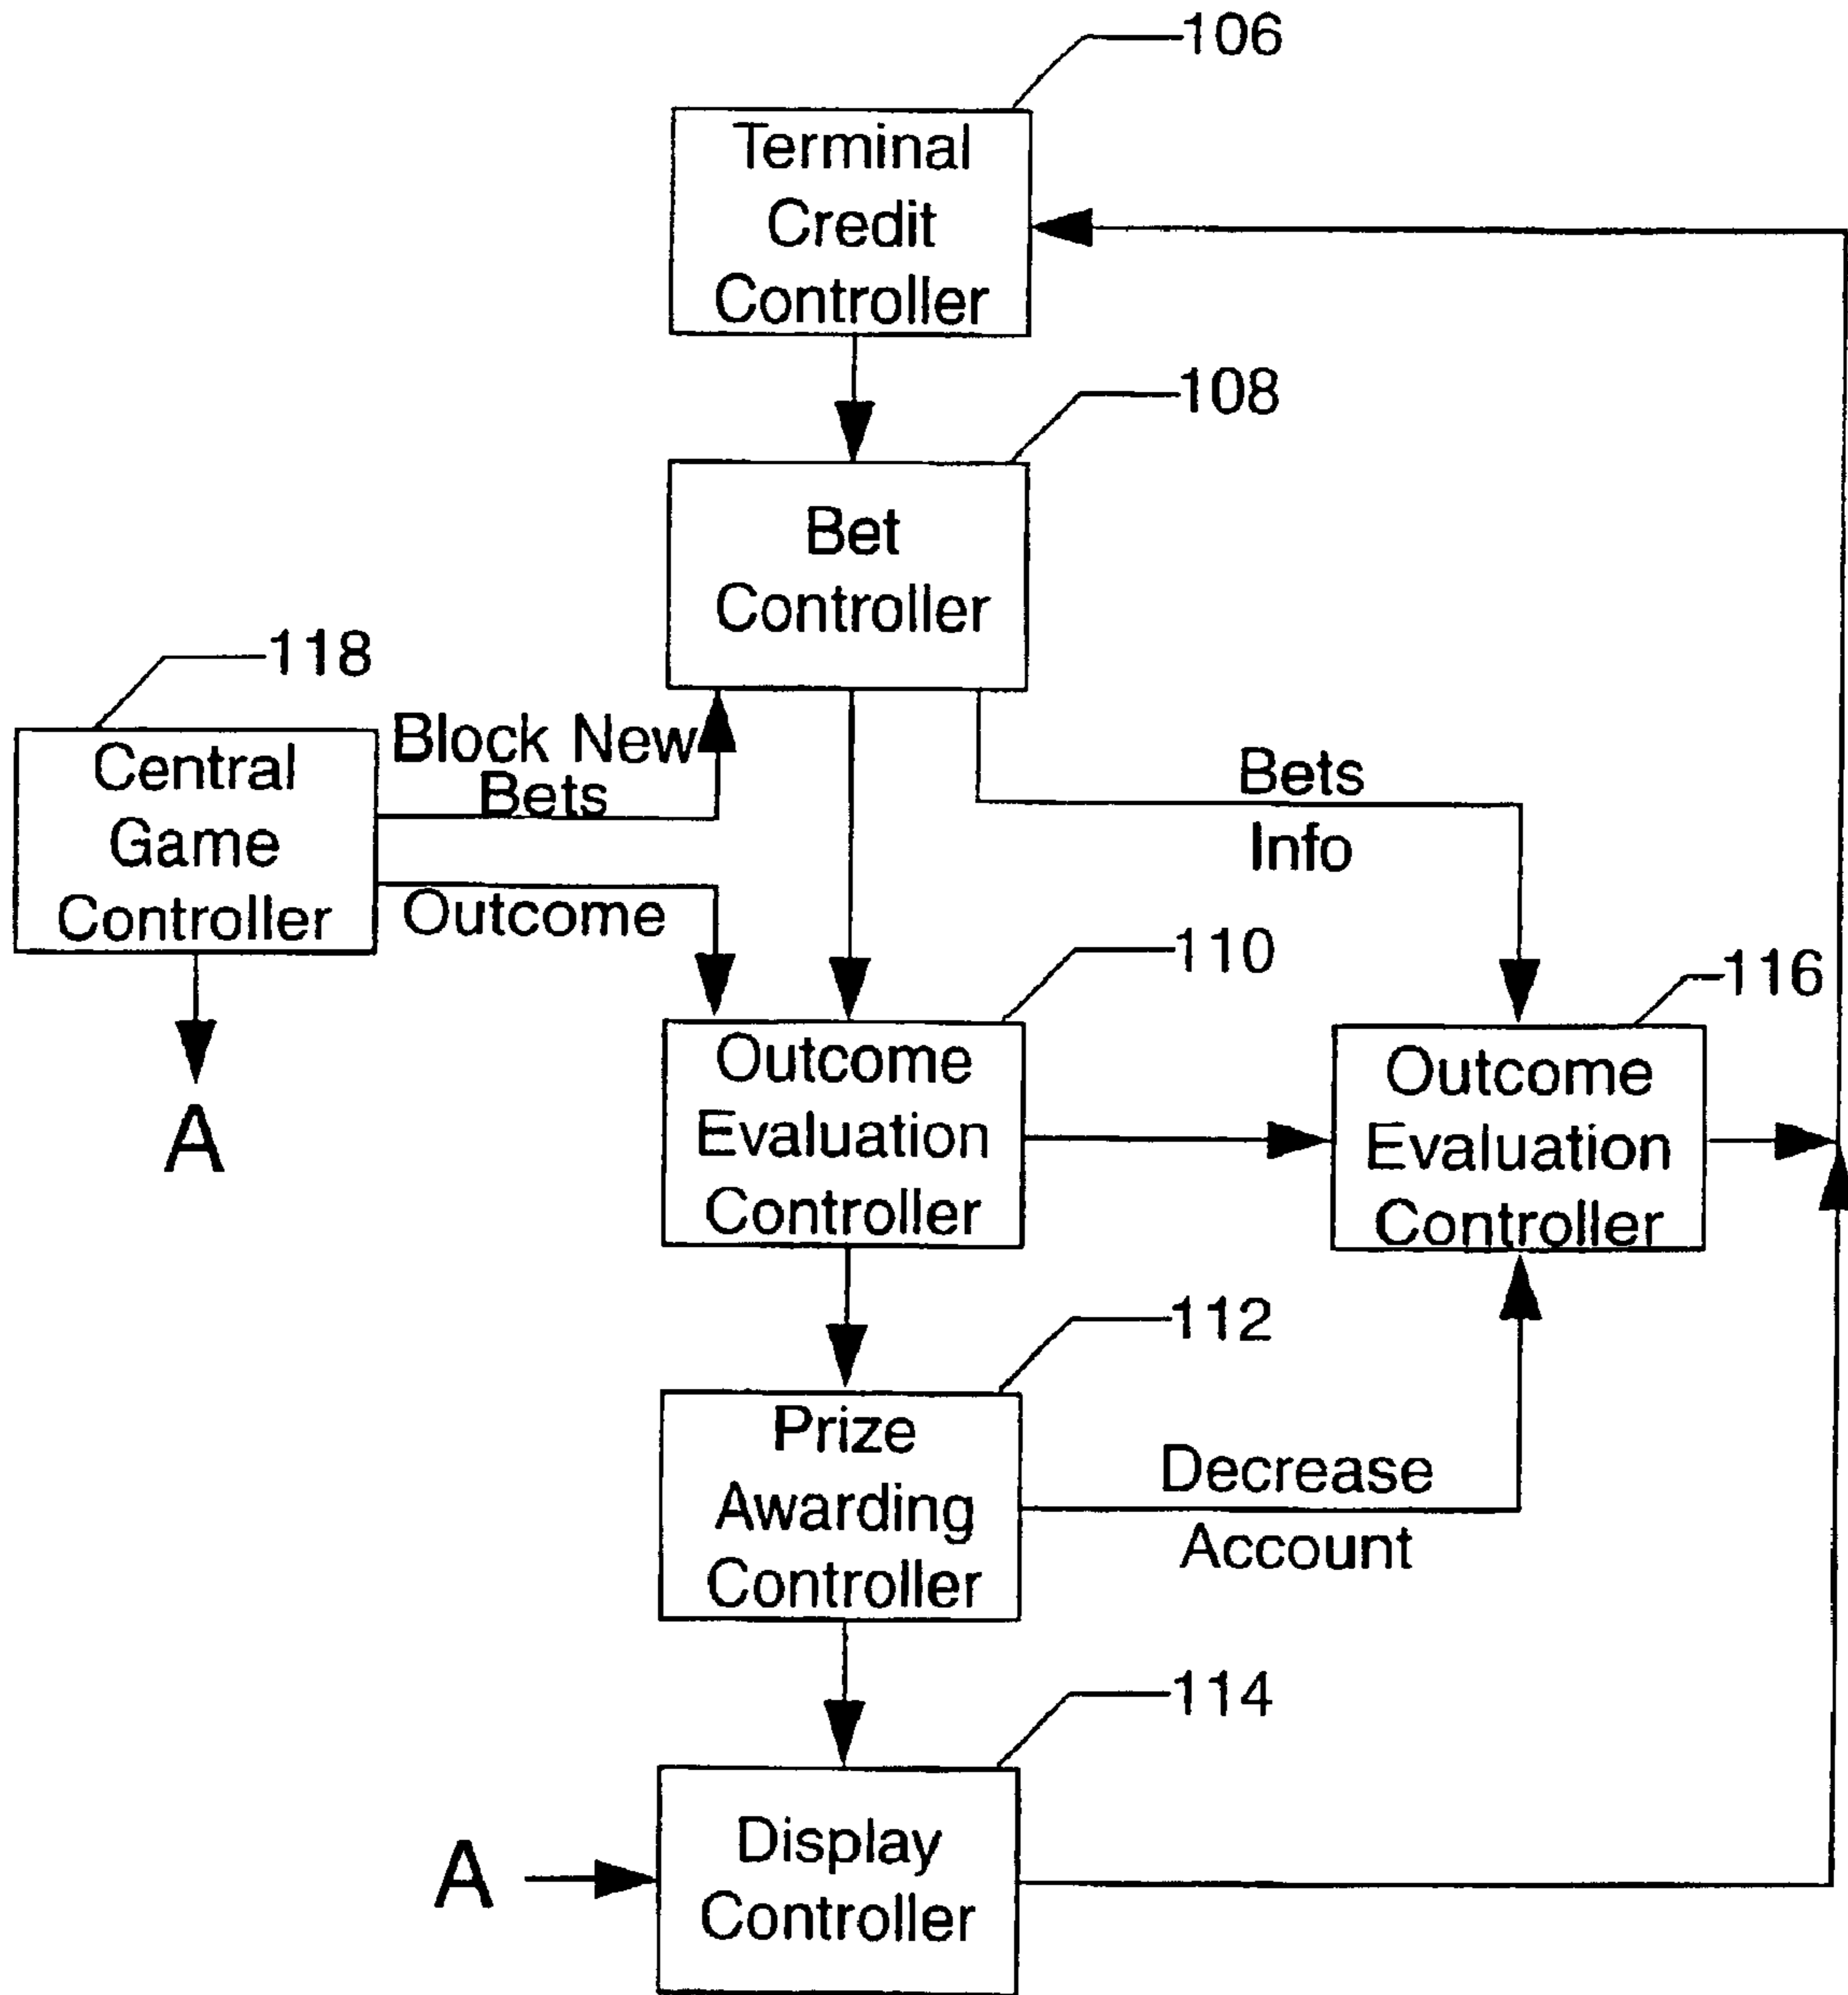 106
Terminal
Credit
Controller
108
Bet
Controller
118
Central
Game
Controller
Block New
Bets
Outcome
Bets
Info
A
110
Outcome
Evaluation
Controller
116
Outcome
Evaluation
Controller
112
Prize
Awarding
Controller
Decrease
Account
114
A
Display
Controller